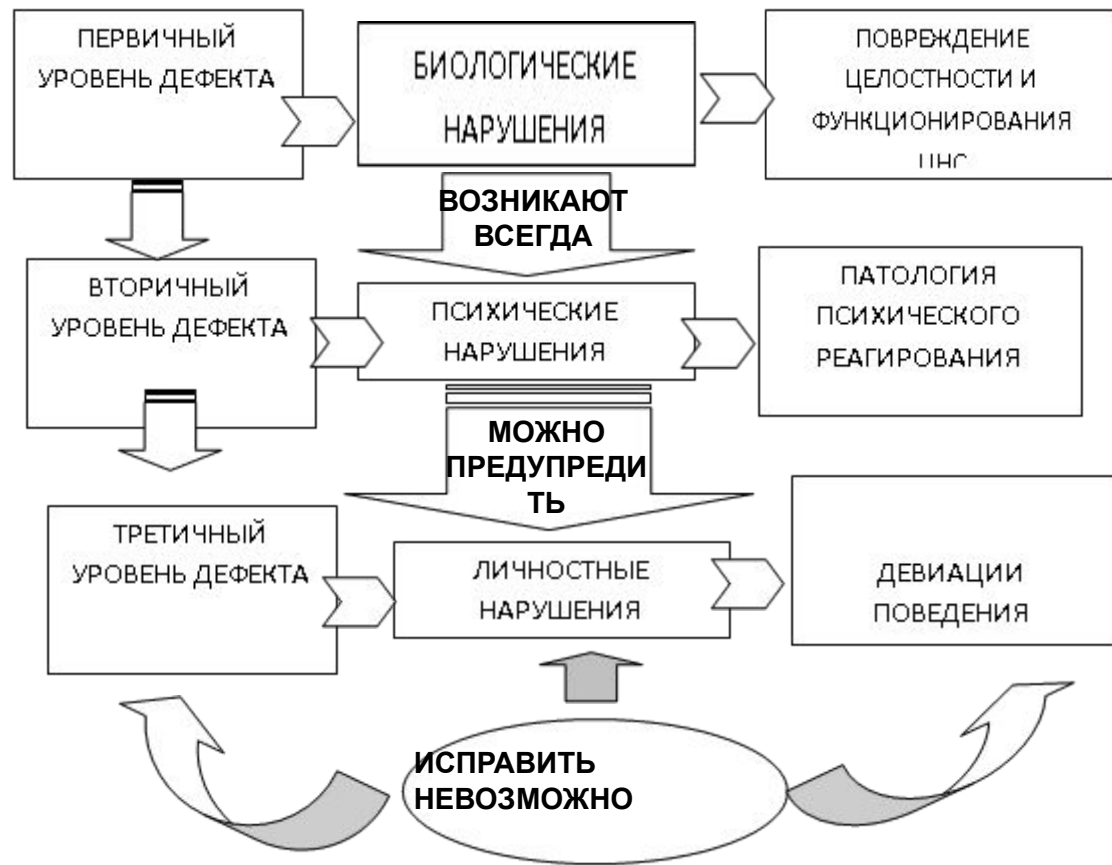 ПЕРВИЧНЫЙ
УРОВЕНЬ ДЕФЕКТА
БИОЛОГИЧЕСКИЕ
НАРУШЕНИЯ
ПОВРЕЖДЕНИЕ
ЦЕЛОСТНОСТИ И
ФУНКЦИОНИРОВАНИЯ
ЦНС
ВОЗНИКАЮТ
ВСЕГДА
ВТОРИЧНЫЙ
УРОВЕНЬ ДЕФЕКТА
ПСИХИЧЕСКИЕ
НАРУШЕНИЯ
ПАТОЛОГИЯ
ПСИХИЧЕСКОГО
РЕАГИРОВАНИЯ
МОЖНО
ПРЕДУПРЕДИ
ТЬ
ТРЕТИЧНЫЙ
УРОВЕНЬ ДЕФЕКТА
ЛИЧНОСТНЫЕ
НАРУШЕНИЯ
ДЕВИАЦИИ
ПОВЕДЕНИЯ
ИСПРАВИТЬ
НЕВОЗМОЖНО